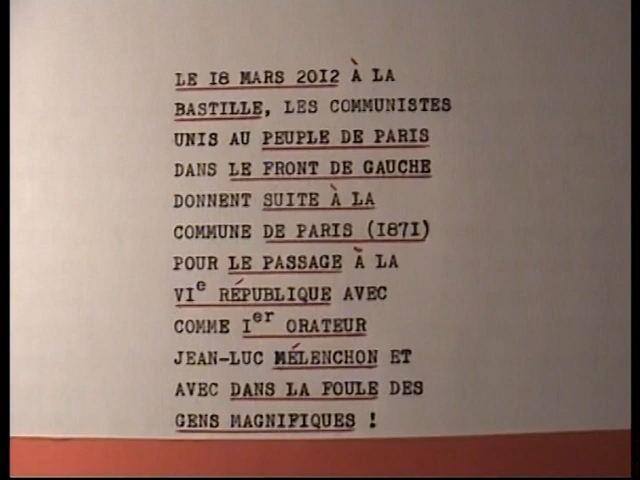 LE 18 MARS 2012 À LA
BASTILLE, LES COMMUNISTES
UNIS AU PEUPLE DE PARIS
DANS LE FRONT DE GAUCHE
DONNENT SUITE À LA
COMMUNE DE PARIS (1871)
POUR LE PASSAGE À LA
VIe RÉPUBLIQUE AVEC
COMME Ier ORATEUR
JEAN-LUC MÉLENCHON ET
AVEC DANS LA FOULE DES
GENS MAGNIFIQUES !